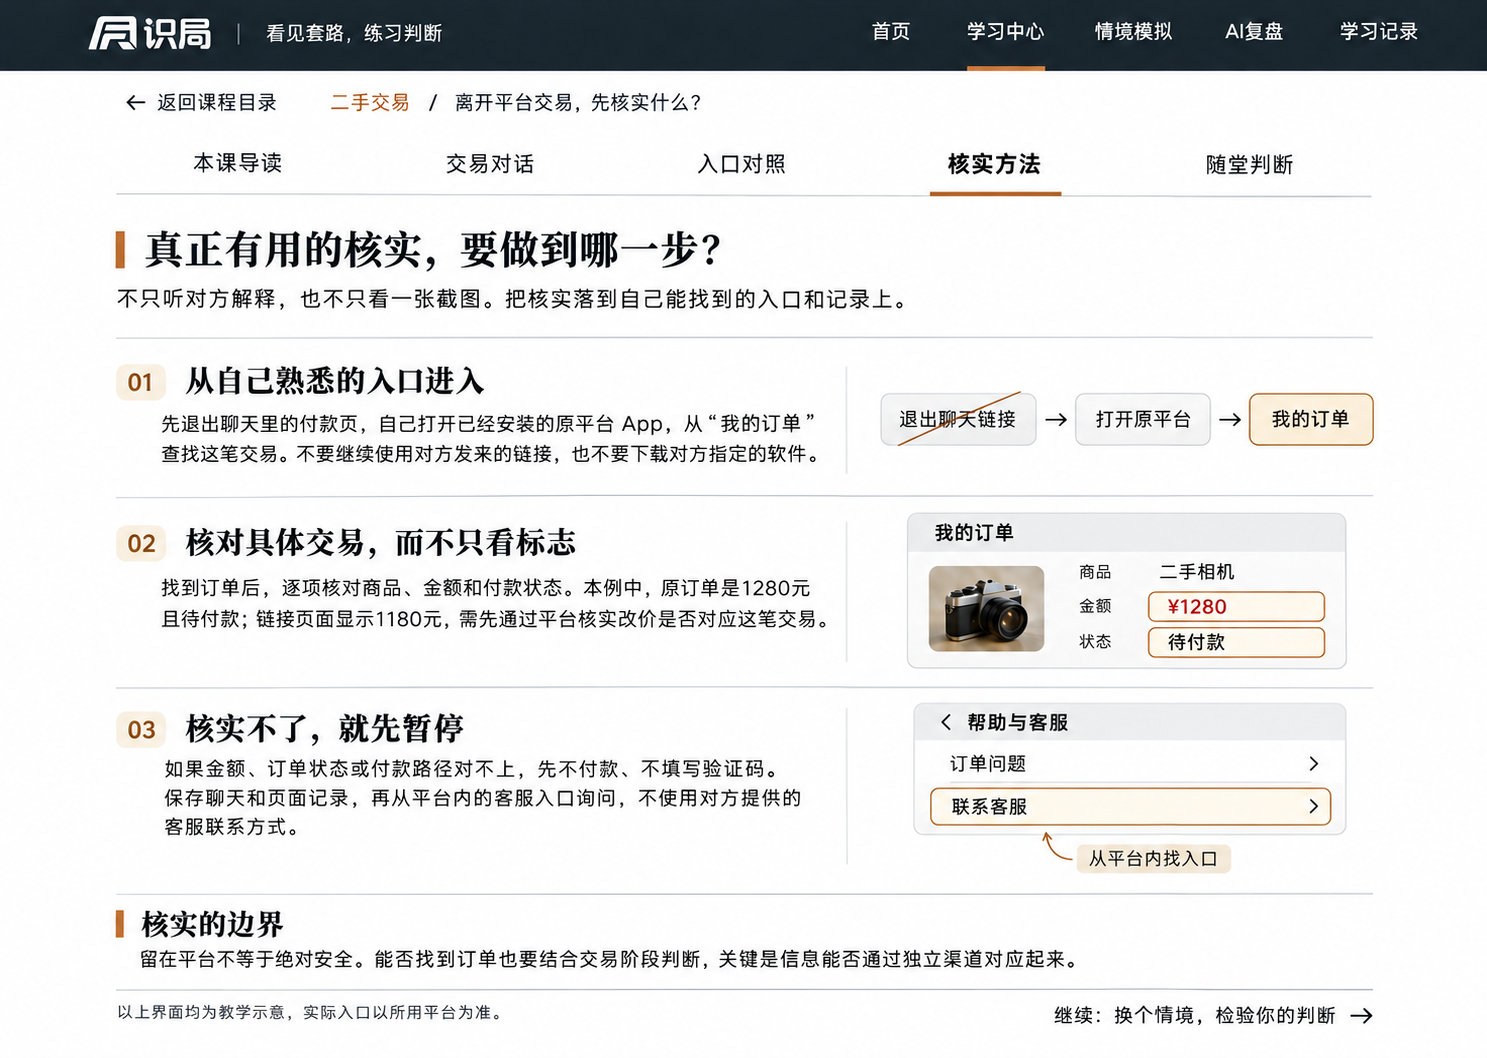 识局
看见套路，练习判断
首页 学习中心 情境模拟 AI复盘 学习记录
← 返回课程目录 二手交易 / 离开平台交易，先核实什么？
本课导读 交易对话 入口对照 核实方法 随堂判断
真正有用的核实，要做到哪一步？
不只听对方解释，也不只看一张截图。把核实落到自己能找到的入口和记录上。
01 从自己熟悉的入口进入
先退出聊天里的付款页，自己打开已经安装的原平台 App，从“我的订单”
查找这笔交易。不要继续使用对方发来的链接，也不要下载对方指定的软件。
退出聊天链接 → 打开原平台 → 我的订单
02 核对具体交易，而不只看标志
找到订单后，逐项核对商品、金额和付款状态。本例中，原订单是1280元
且待付款；链接页面显示1180元，需先通过平台核实改价是否对应这笔交易。
我的订单
商品 二手相机
金额 ¥1280
状态 待付款
03 核实不了，就先暂停
如果金额、订单状态或付款路径对不上，先不付款、不填写验证码。
保存聊天和页面记录，再从平台内的客服入口询问，不使用对方提供的
客服联系方式。
帮助与客服
订单问题
联系客服
从平台内找入口
核实的边界
留在平台不等于绝对安全。能否找到订单也要结合交易阶段判断，关键是信息能否通过独立渠道对应起来。
以上界面均为教学示意，实际入口以所用平台为准。
继续：换个情境，检验你的判断 →